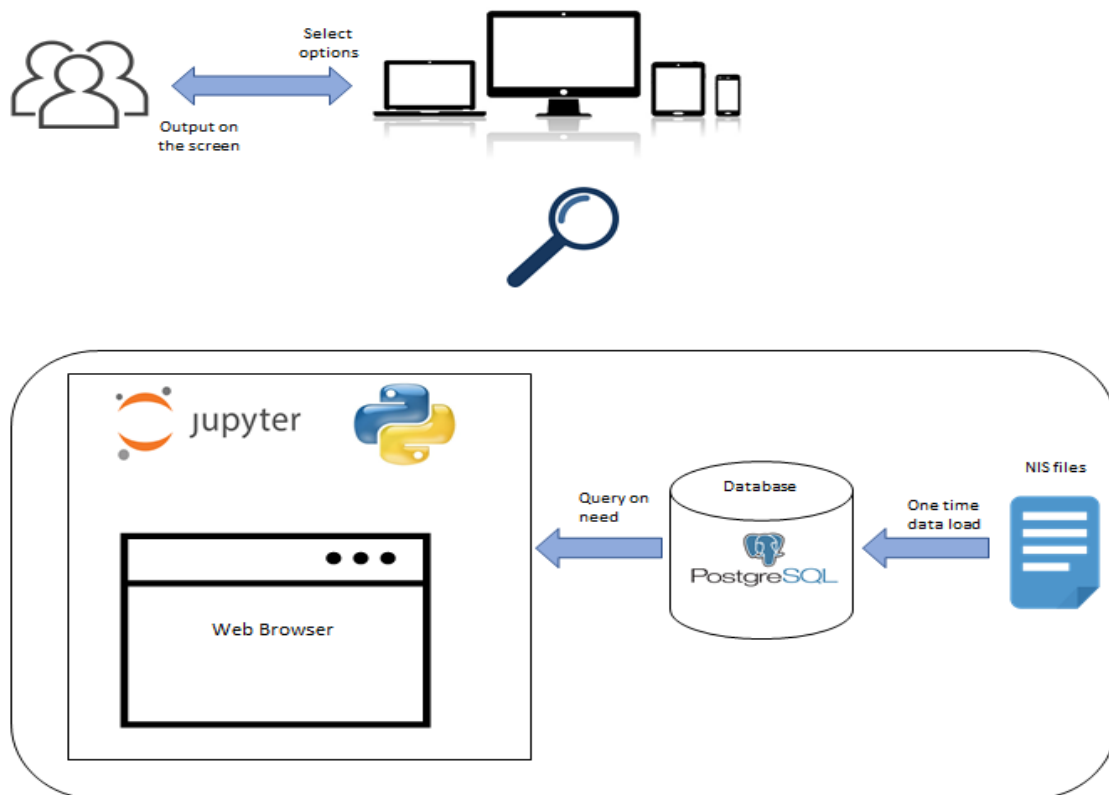 Select
options
Output on
the screen
jupyter
Web Browser
Query on
need
Database
PostgreSQL
One time
data load
NIS files